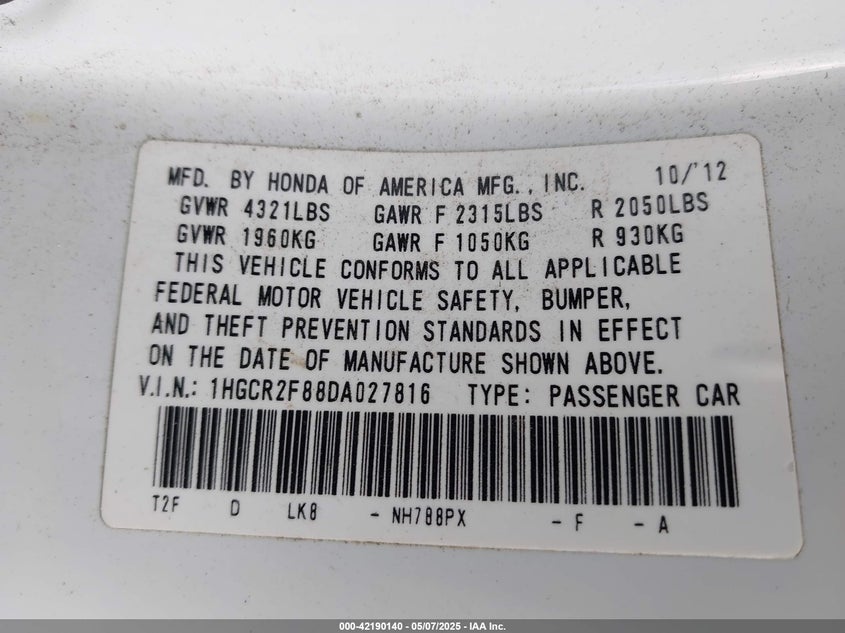 MFD. BY HONDA OF AMERICA MFG., INC. 10/'12
GVWR 4321LBS GAWR F 2315LBS R 2050LBS
GVWR 1960KG GAWR F 1050KG R 930KG
THIS VEHICLE CONFORMS TO ALL APPLICABLE
FEDERAL MOTOR VEHICLE SAFETY, BUMPER,
AND THEFT PREVENTION STANDARDS IN EFFECT
ON THE DATE OF MANUFACTURE SHOWN ABOVE.
V.I.N.: 1HGCR2F88DA027816 TYPE: PASSENGER CAR
T2F D LK8 - NH788PX - F - A
000-42190140 - 05/07/2025 - IAA Inc.